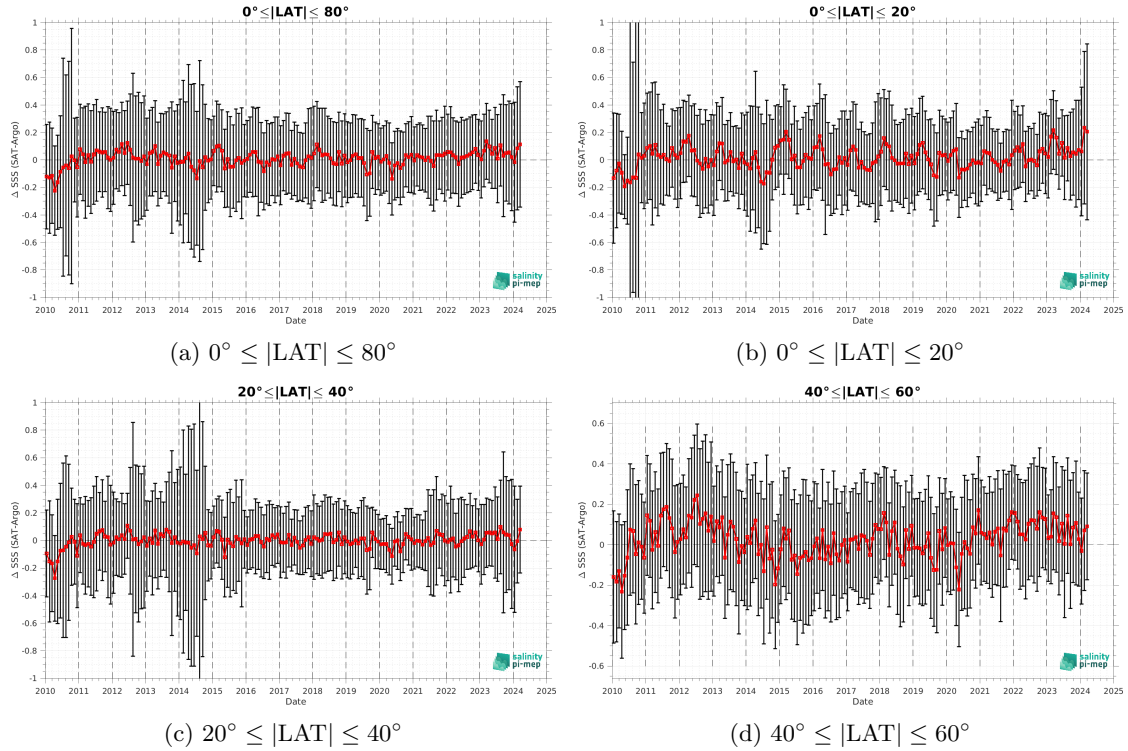 0°≤|LAT|≤ 80°
Δ SSS (SAT-Argo)
1
0.8
0.6
0.4
0.2
0
-0.2
-0.4
-0.6
-0.8
-1
2010 2011 2012 2013 2014 2015 2016 2017 2018 2019 2020 2021 2022 2023 2024 2025
Date
salinity
pi-mep
(a) 0° ≤ |LAT| ≤ 80°
0°≤|LAT|≤ 20°
Δ SSS (SAT-Argo)
1
0.8
0.6
0.4
0.2
0
-0.2
-0.4
-0.6
-0.8
-1
2010 2011 2012 2013 2014 2015 2016 2017 2018 2019 2020 2021 2022 2023 2024 2025
Date
salinity
pi-mep
(b) 0° ≤ |LAT| ≤ 20°
20°≤|LAT|≤ 40°
Δ SSS (SAT-Argo)
1
0.8
0.6
0.4
0.2
0
-0.2
-0.4
-0.6
-0.8
-1
2010 2011 2012 2013 2014 2015 2016 2017 2018 2019 2020 2021 2022 2023 2024 2025
Date
salinity
pi-mep
(c) 20° ≤ |LAT| ≤ 40°
40°≤|LAT|≤ 60°
Δ SSS (SAT-Argo)
0.6
0.4
0.2
0
-0.2
-0.4
-0.6
2010 2011 2012 2013 2014 2015 2016 2017 2018 2019 2020 2021 2022 2023 2024 2025
Date
salinity
pi-mep
(d) 40° ≤ |LAT| ≤ 60°